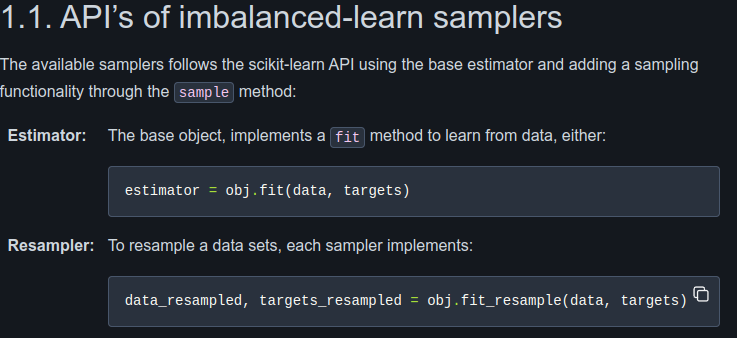 1.1. API's of imbalanced-learn samplers
The available samplers follows the scikit-learn API using the base estimator and adding a sampling
functionality through the sample method:
Estimator: The base object, implements a fit method to learn from data, either:
estimator = obj.fit(data, targets)
Resampler: To resample a data sets, each sampler implements:
data_resampled, targets_resampled = obj.fit_resample(data, targets)